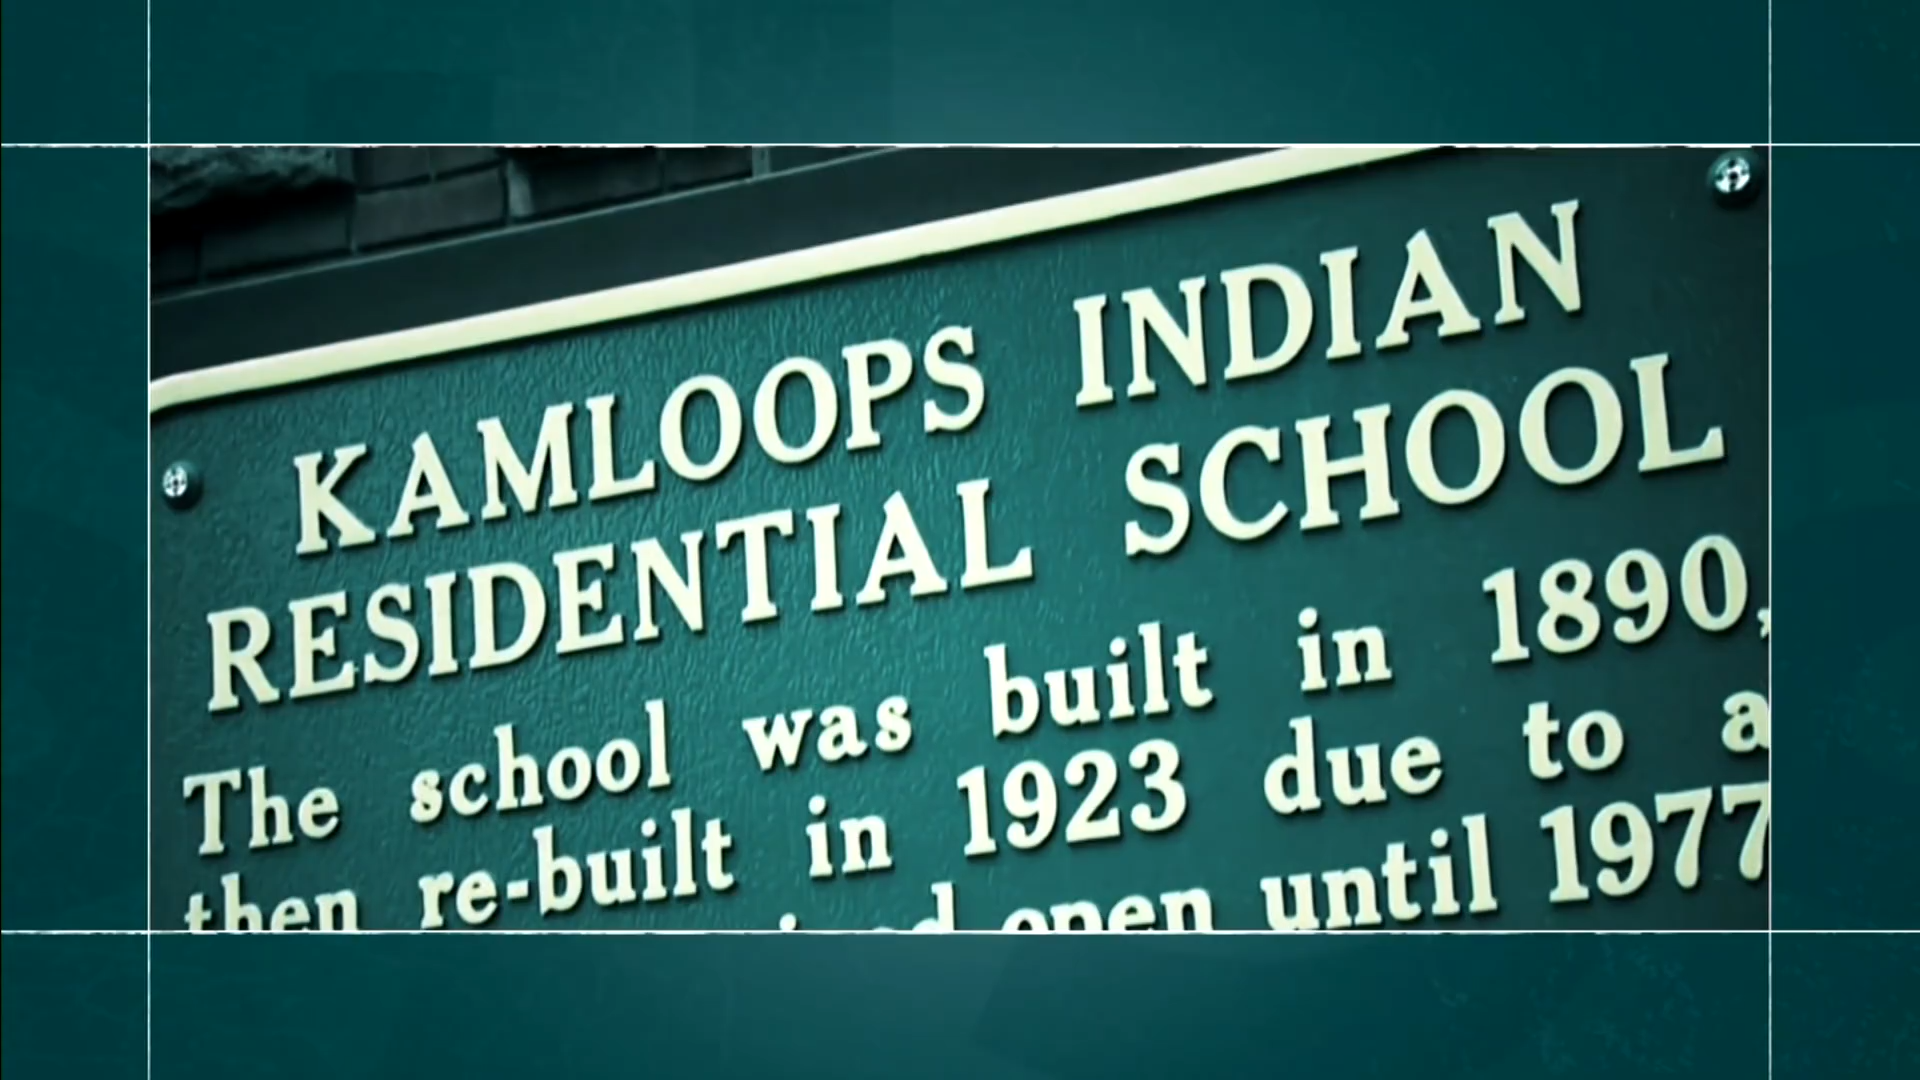 KAMLOOPS INDIAN
RESIDENTIAL SCHOOL
The school was built in 1890,
then re-built in 1923 due to a
open until 1977